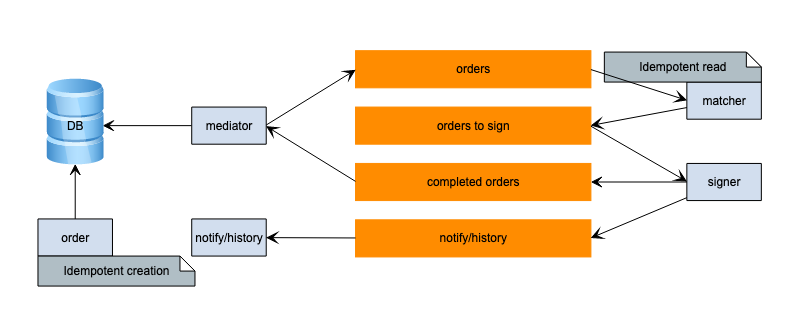 orders
Idempotent read
matcher
DB
mediator
orders to sign
completed orders
signer
order
notify/history
notify/history
Idempotent creation